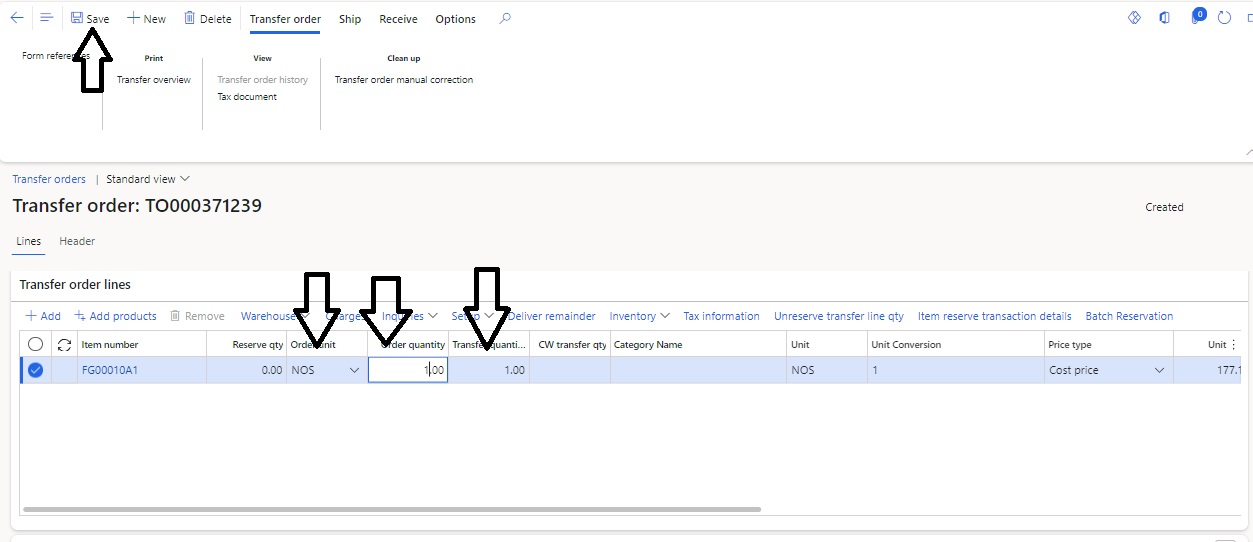 Save New Delete Transfer order Ship Receive Options 0
Form references Print View Clean up
Transfer overview Transfer order history Transfer order manual correction
Tax document
Transfer orders | Standard view
Transfer order: TO000371239
Created
Lines Header
Transfer order lines
Add Add products Remove Warehouse Charges Inquiries Setup Deliver remainder Inventory Tax information Unreserve transfer line qty Item reserve transaction details Batch Reservation
Item number Reserve qty Order unit Order quantity Transfer quanti... CW transfer qty Category Name Unit Unit Conversion Price type Unit
FG00010A1 0.00 NOS 1.00 1.00 NOS 1 Cost price 177.1